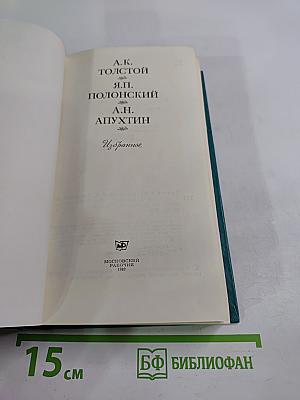 А.К.
ТОЛСТОЙ
Я.П.
ПОЛОНСКИЙ
А.Н.
АПУХТИН
Избранное
МОСКОВСКИЙ
РАБОЧИЙ
15 см
БФ БИБЛИОФАН